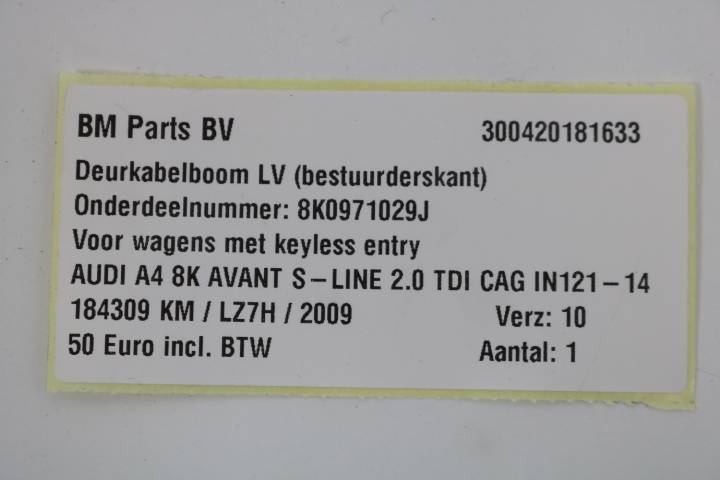 BM Parts BV 300420181633
Deurkabelboom LV (bestuurderskant)
Onderdeelnummer: 8K0971029J
Voor wagens met keyless entry
AUDI A4 8K AVANT S-LINE 2.0 TDI CAG IN121-14
184309 KM / LZ7H / 2009 Verz: 10
50 Euro incl. BTW Aantal: 1